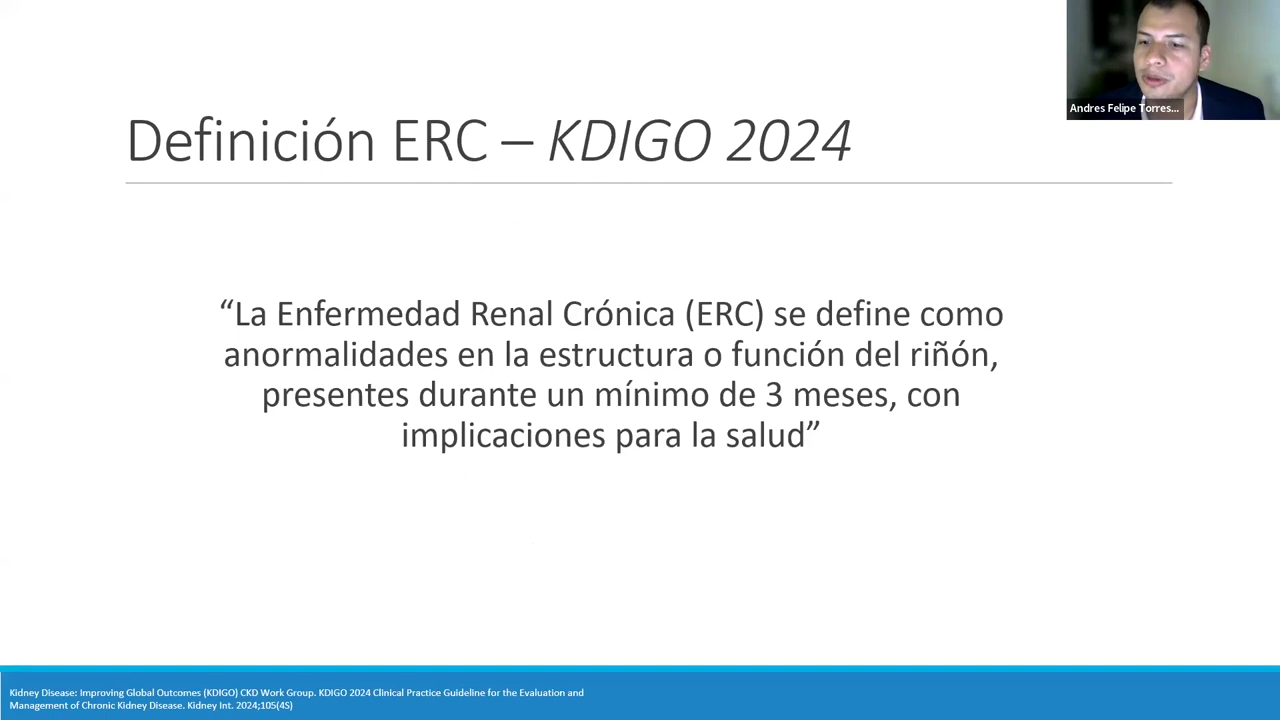 Andres Felipe Torres...
Definición ERC – KDIGO 2024
“La Enfermedad Renal Crónica (ERC) se define como
anormalidades en la estructura o función del riñón,
presentes durante un mínimo de 3 meses, con
implicaciones para la salud”
Kidney Disease: Improving Global Outcomes (KDIGO) CKD Work Group. KDIGO 2024 Clinical Practice Guideline for the Evaluation and
Management of Chronic Kidney Disease. Kidney Int. 2024;105(4S)